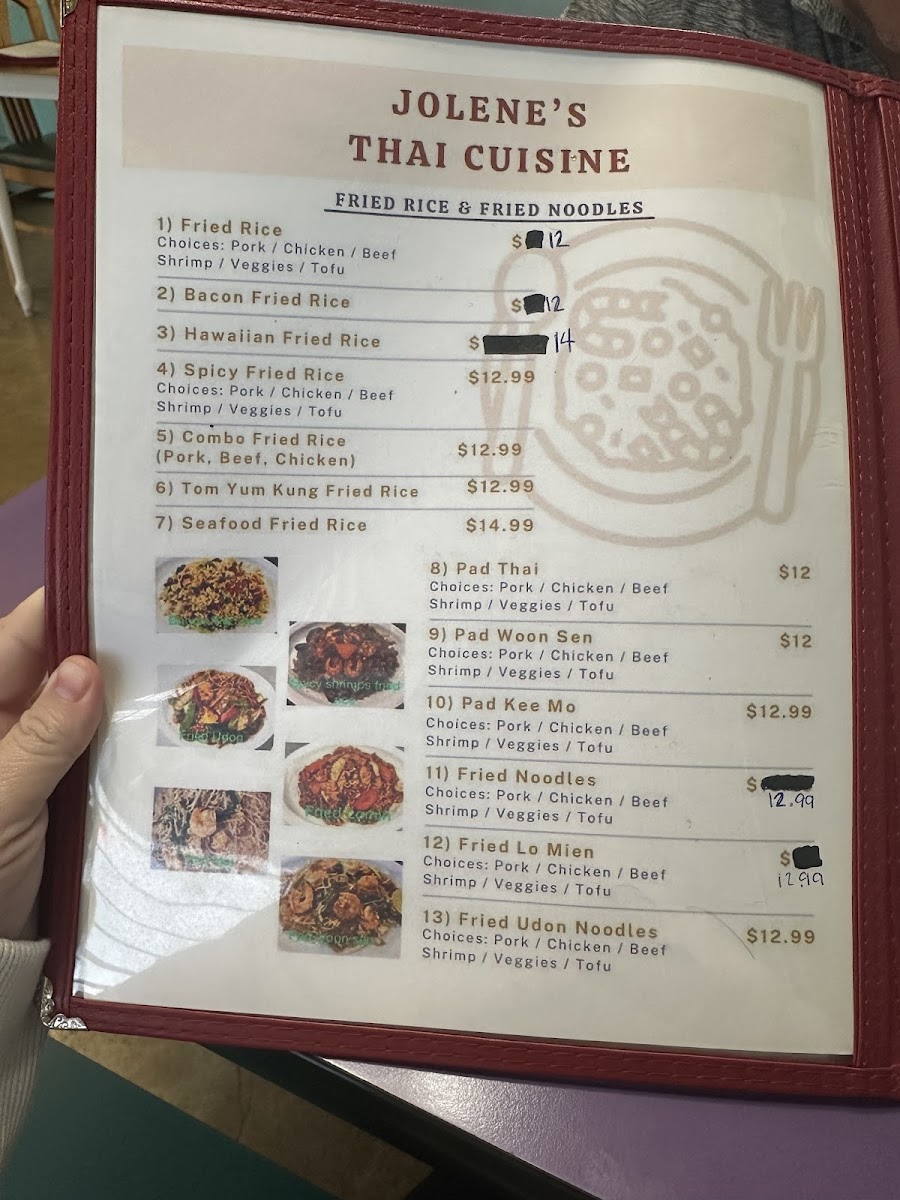 JOLENE'S
THAI CUISINE
FRIED RICE & FRIED NOODLES
1) Fried Rice $ 12
Choices: Pork / Chicken / Beef
Shrimp / Veggies / Tofu
2) Bacon Fried Rice $ 12
3) Hawaiian Fried Rice $ 14
4) Spicy Fried Rice $12.99
Choices: Pork / Chicken / Beef
Shrimp / Veggies / Tofu
5) Combo Fried Rice $12.99
(Pork, Beef, Chicken)
6) Tom Yum Kung Fried Rice $12.99
7) Seafood Fried Rice $14.99
8) Pad Thai $12
Choices: Pork / Chicken / Beef
Shrimp / Veggies / Tofu
9) Pad Woon Sen $12
Choices: Pork / Chicken / Beef
Shrimp / Veggies / Tofu
10) Pad Kee Mo $12.99
Choices: Pork / Chicken / Beef
Shrimp / Veggies / Tofu
11) Fried Noodles $
12.99
Choices: Pork / Chicken / Beef
Shrimp / Veggies / Tofu
12) Fried Lo Mien $
12.99
Choices: Pork / Chicken / Beef
Shrimp / Veggies / Tofu
13) Fried Udon Noodles $12.99
Choices: Pork / Chicken / Beef
Shrimp / Veggies / Tofu
shrimps fried
Fried Udon